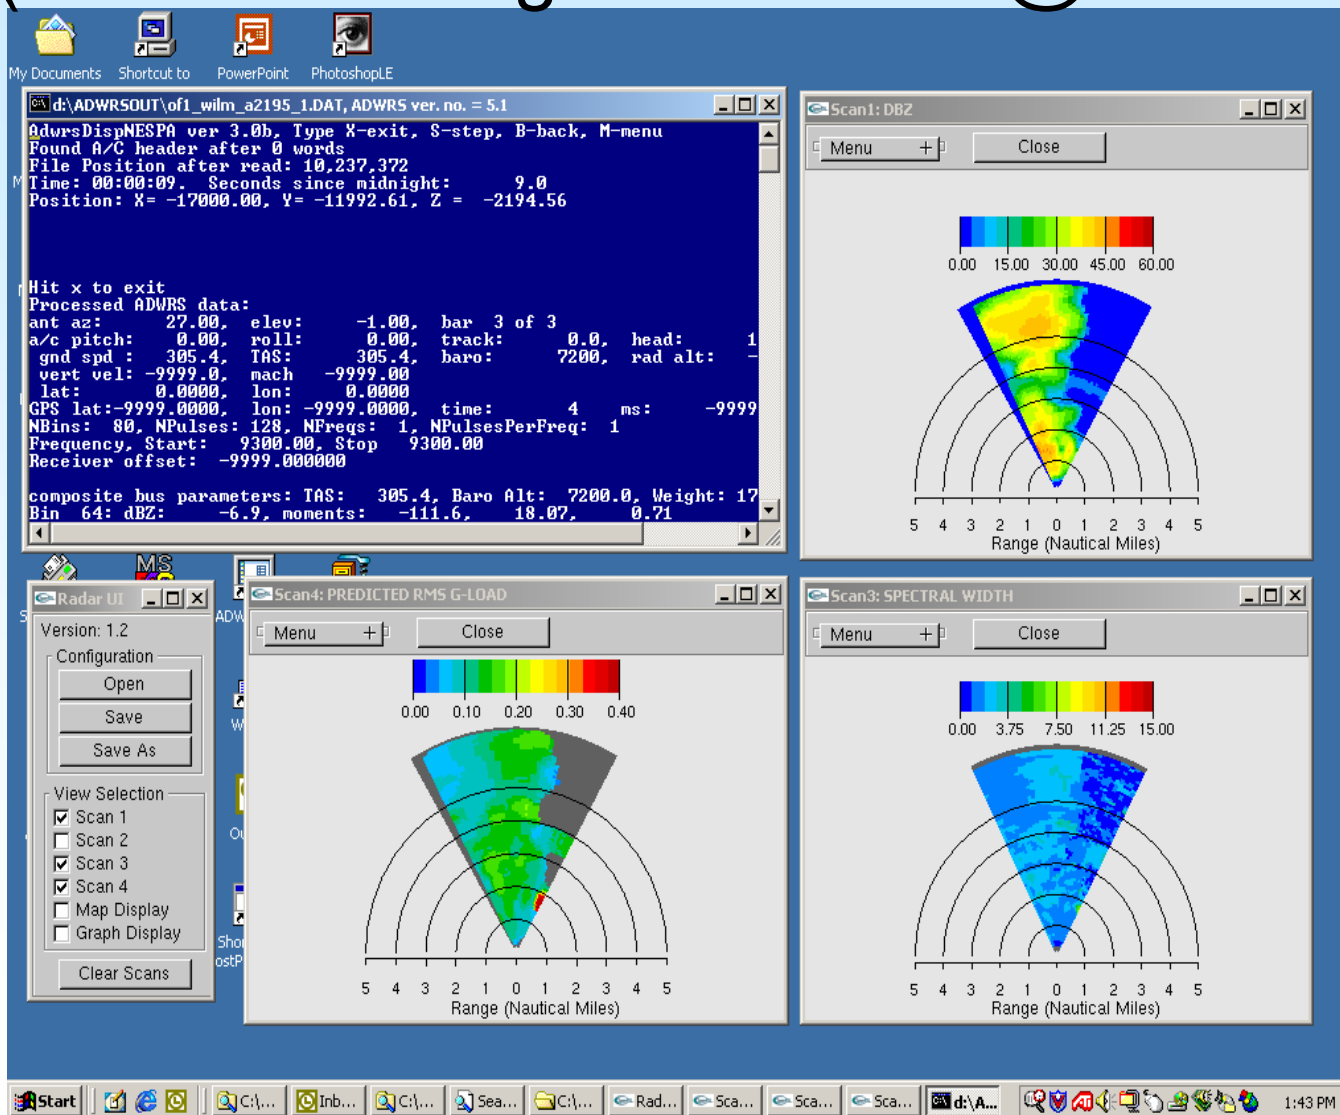 My Documents
Shortcut to
PowerPoint
PhotoshopLE
d:\ADWRSOUT\of1_wilm_a2195_1.DAT, ADWRS ver. no. = 5.1
AdwrsDispNESPA ver 3.0b, Type X-exit, S-step, B-back, M-menu
Found A/C header after 0 words
File Position after read: 10,237,372
Time: 00:00:09. Seconds since midnight: 9.0
Position: X= -17000.00, Y= -11992.61, Z = -2194.56
Hit x to exit
Processed ADWRS data:
ant az: 27.00, elev: -1.00, bar 3 of 3
a/c pitch: 0.00, roll: 0.00, track: 0.0, head: 1
gnd spd : 305.4, TAS: 305.4, baro: 7200, rad alt: -
vert vel: -9999.0, mach -9999.00
lat: 0.0000, lon: 0.0000
GPS lat:-9999.0000, lon: -9999.0000, time: 4 ms: -9999
NBins: 80, NPulses: 128, NFreqs: 1, NPulsesPerFreq: 1
Frequency, Start: 9300.00, Stop 9300.00
Receiver offset: -9999.000000
composite bus parameters: TAS: 305.4, Baro Alt: 7200.0, Weight: 17
Bin 64: dBZ: -6.9, moments: -111.6, 18.07, 0.71
Scan1: DBZ
Menu + Close
0.00 15.00 30.00 45.00 60.00
5 4 3 2 1 0 1 2 3 4 5
Range (Nautical Miles)
MS
ADW
Radar UI
Version: 1.2
Configuration
Open
Save
Save As
View Selection
Scan 1
Scan 2
Scan 3
Scan 4
Map Display
Graph Display
Clear Scans
Scan4: PREDICTED RMS G-LOAD
Menu + Close
0.00 0.10 0.20 0.30 0.40
5 4 3 2 1 0 1 2 3 4 5
Range (Nautical Miles)
Scan3: SPECTRAL WIDTH
Menu + Close
0.00 3.75 7.50 11.25 15.00
5 4 3 2 1 0 1 2 3 4 5
Range (Nautical Miles)
Start
C:\...
Inb...
C:\...
Sea...
C:\...
Rad...
Sca...
Sca...
Sca...
d:\A...
1:43 PM